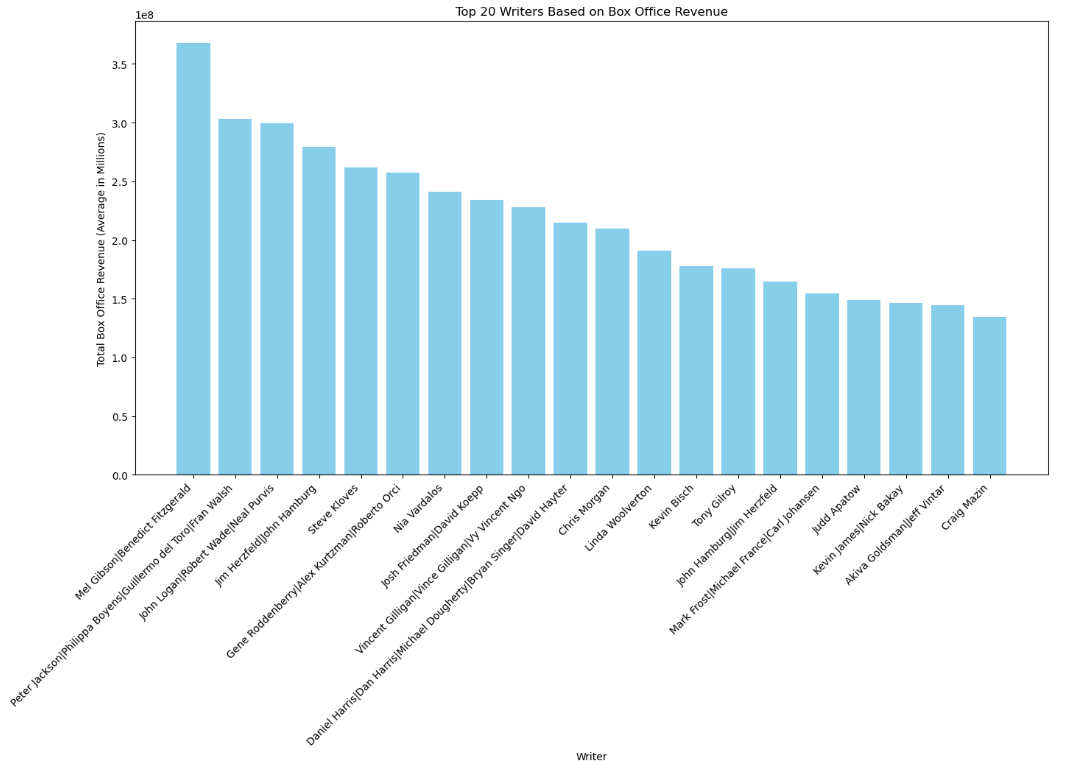 Top 20 Writers Based on Box Office Revenue
1e8
Total Box Office Revenue (Average in Millions)
3.5
3.0
2.5
2.0
1.5
1.0
0.5
0.0
Mel Gibson|Benedict Fitzgerald
Peter Jackson|Philippa Boyens|Guillermo del Toro|Fran Walsh
John Logan|Robert Wade|Neal Purvis
Jim Herzfeld|John Hamburg
Steve Kloves
Gene Roddenberry|Alex Kurtzman|Roberto Orci
Nia Vardalos
Josh Friedman|David Koepp
Vincent Gilligan|Vince Gilligan|Vy Vincent Ngo
Daniel Harris|Dan Harris|Michael Dougherty|Bryan Singer|David Hayter
Chris Morgan
Linda Woolverton
Kevin Bisch
Tony Gilroy
John Hamburg|Jim Herzfeld
Mark Frost|Michael France|Carl Johansen
Judd Apatow
Kevin James|Nick Bakay
Akiva Goldsman|Jeff Vintar
Craig Mazin
Writer